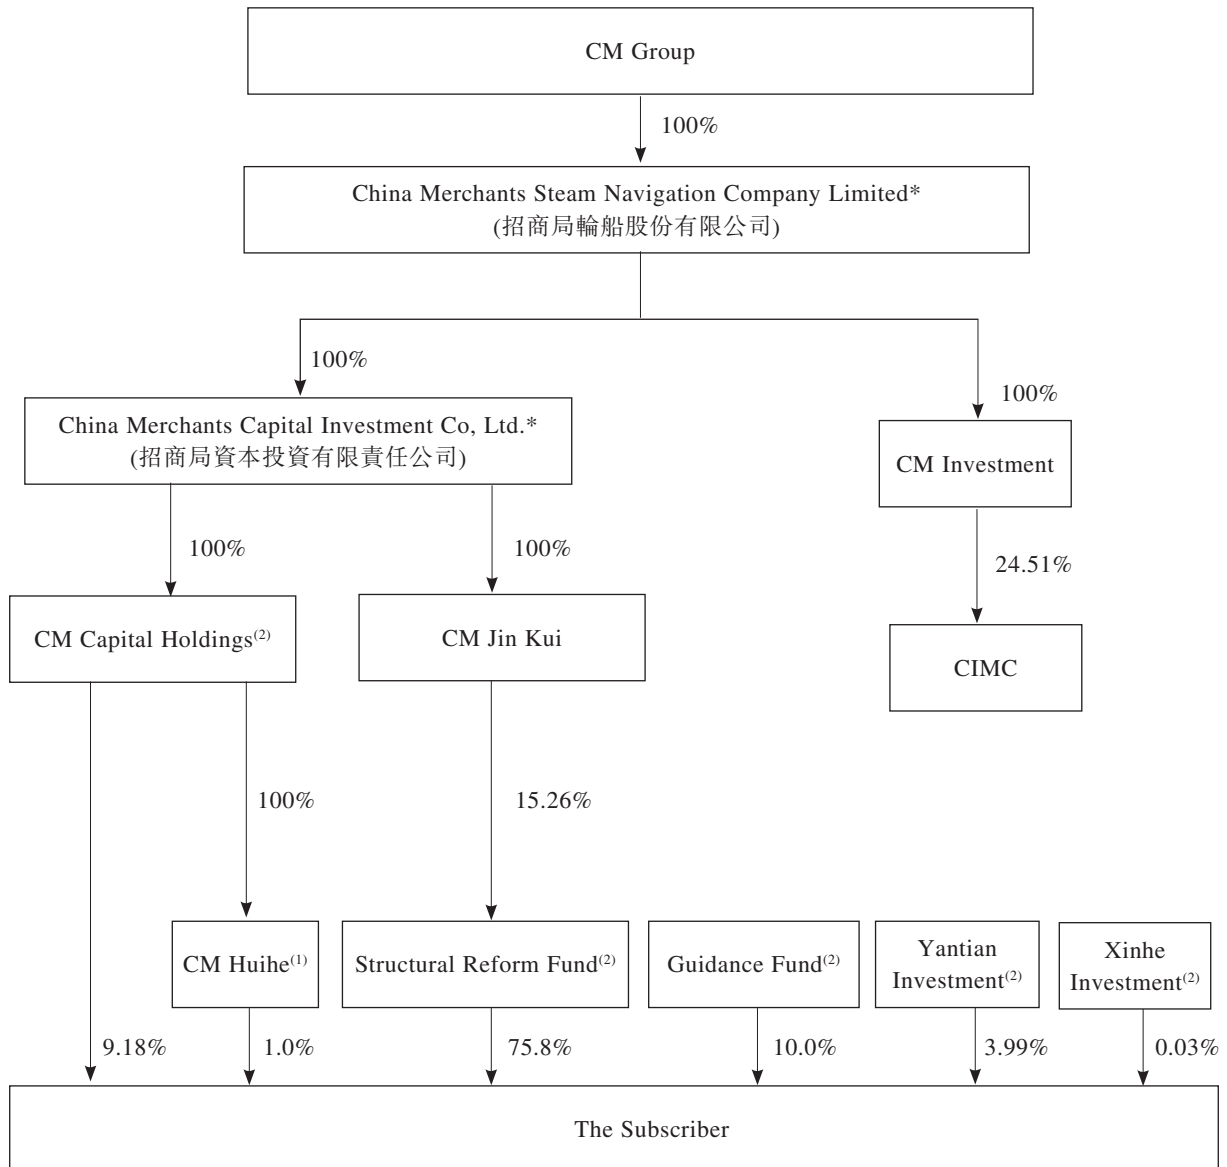 CM Group
100%
China Merchants Steam Navigation Company Limited*
(招商局輪船股份有限公司)
100%
100%
China Merchants Capital Investment Co, Ltd.*
(招商局資本投資有限責任公司)
CM Investment
100%
100%
24.51%
CM Capital Holdings(2)
CM Jin Kui
CIMC
100%
15.26%
CM Huihe(1)
Structural Reform Fund(2)
Guidance Fund(2)
Yantian
Investment(2)
Xinhe
Investment(2)
9.18%
1.0%
75.8%
10.0%
3.99%
0.03%
The Subscriber